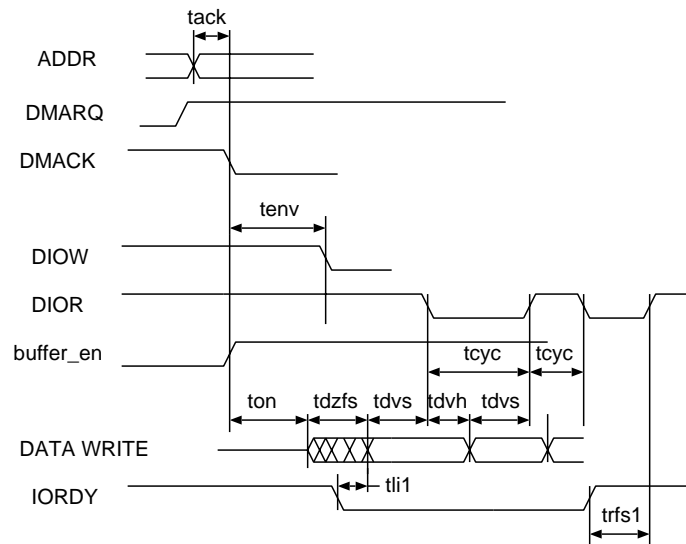 tack
ADDR
DMARQ
DMACK
tenv
DIOW
DIOR
buffer_en
tcyc tcyc
ton tdzfs tdvs tdvh tdvs
DATA WRITE
tli1
IORDY
trfs1